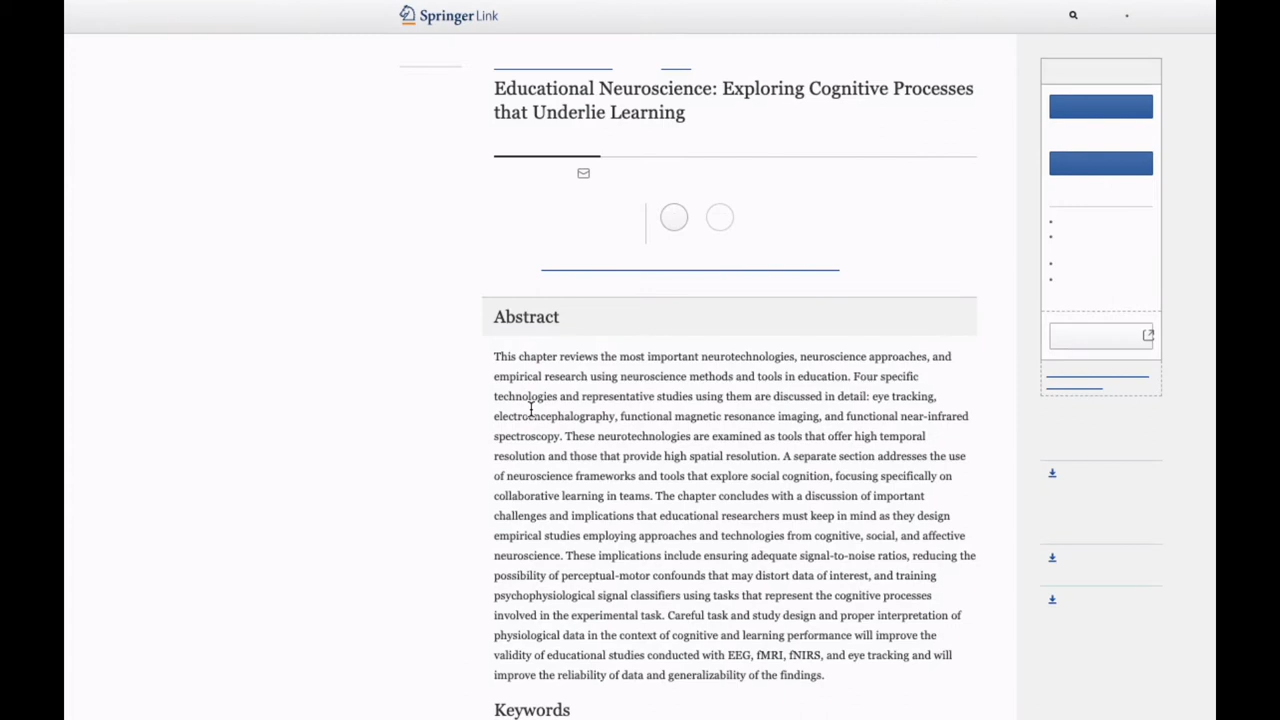 Springer Link
Educational Neuroscience: Exploring Cognitive Processes
that Underlie Learning
Abstract
This chapter reviews the most important neurotechnologies, neuroscience approaches, and
empirical research using neuroscience methods and tools in education. Four specific
technologies and representative studies using them are discussed in detail: eye tracking,
electroencephalography, functional magnetic resonance imaging, and functional near-infrared
spectroscopy. These neurotechnologies are examined as tools that offer high temporal
resolution and those that provide high spatial resolution. A separate section addresses the use
of neuroscience frameworks and tools that explore social cognition, focusing specifically on
collaborative learning in teams. The chapter concludes with a discussion of important
challenges and implications that educational researchers must keep in mind as they design
empirical studies employing approaches and technologies from cognitive, social, and affective
neuroscience. These implications include ensuring adequate signal-to-noise ratios, reducing the
possibility of perceptual-motor confounds that may distort data of interest, and training
psychophysiological signal classifiers using tasks that represent the cognitive processes
involved in the experimental task. Careful task and study design and proper interpretation of
physiological data in the context of cognitive and learning performance will improve the
validity of educational studies conducted with EEG, fMRI, fNIRS, and eye tracking and will
improve the reliability of data and generalizability of the findings.
Keywords